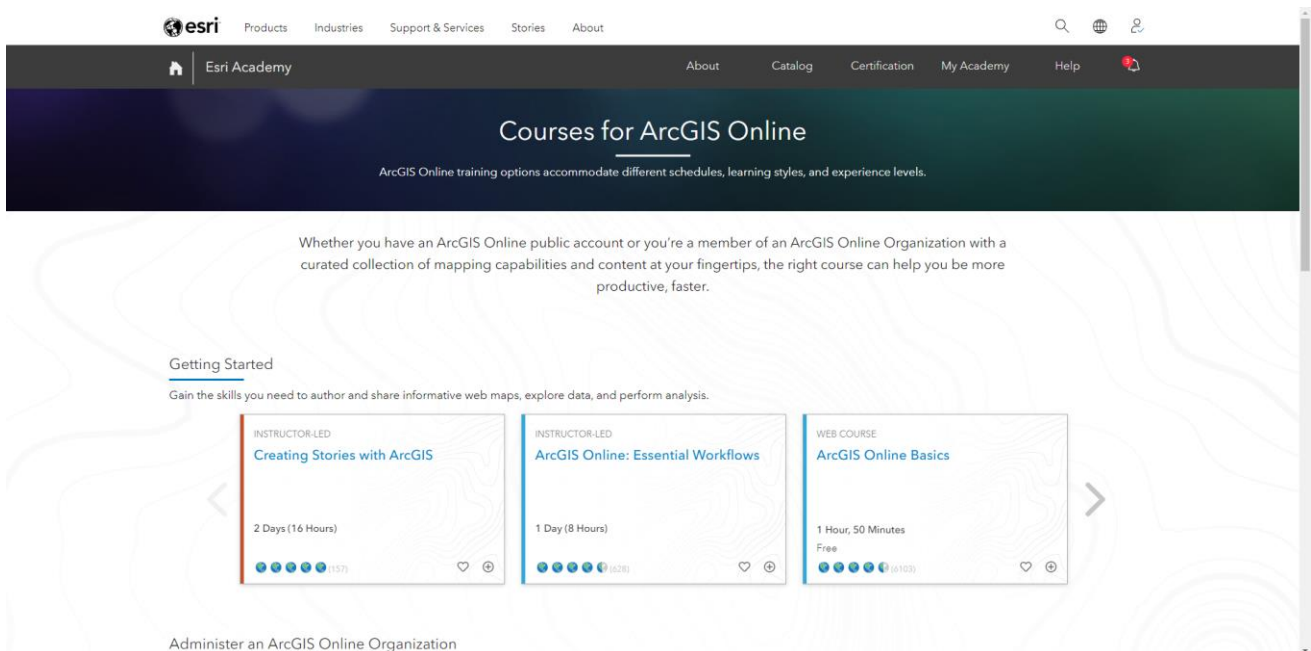 esri Products Industries Support & Services Stories About
Esri Academy About Catalog Certification My Academy Help 3
Courses for ArcGIS Online
ArcGIS Online training options accommodate different schedules, learning styles, and experience levels.
Whether you have an ArcGIS Online public account or you're a member of an ArcGIS Online Organization with a
curated collection of mapping capabilities and content at your fingertips, the right course can help you be more
productive, faster.
Getting Started
Gain the skills you need to author and share informative web maps, explore data, and perform analysis.
INSTRUCTOR-LED
Creating Stories with ArcGIS
2 Days (16 Hours)
(157)
INSTRUCTOR-LED
ArcGIS Online: Essential Workflows
1 Day (8 Hours)
(628)
WEB COURSE
ArcGIS Online Basics
1 Hour, 50 Minutes
Free
(6103)
Administer an ArcGIS Online Organization